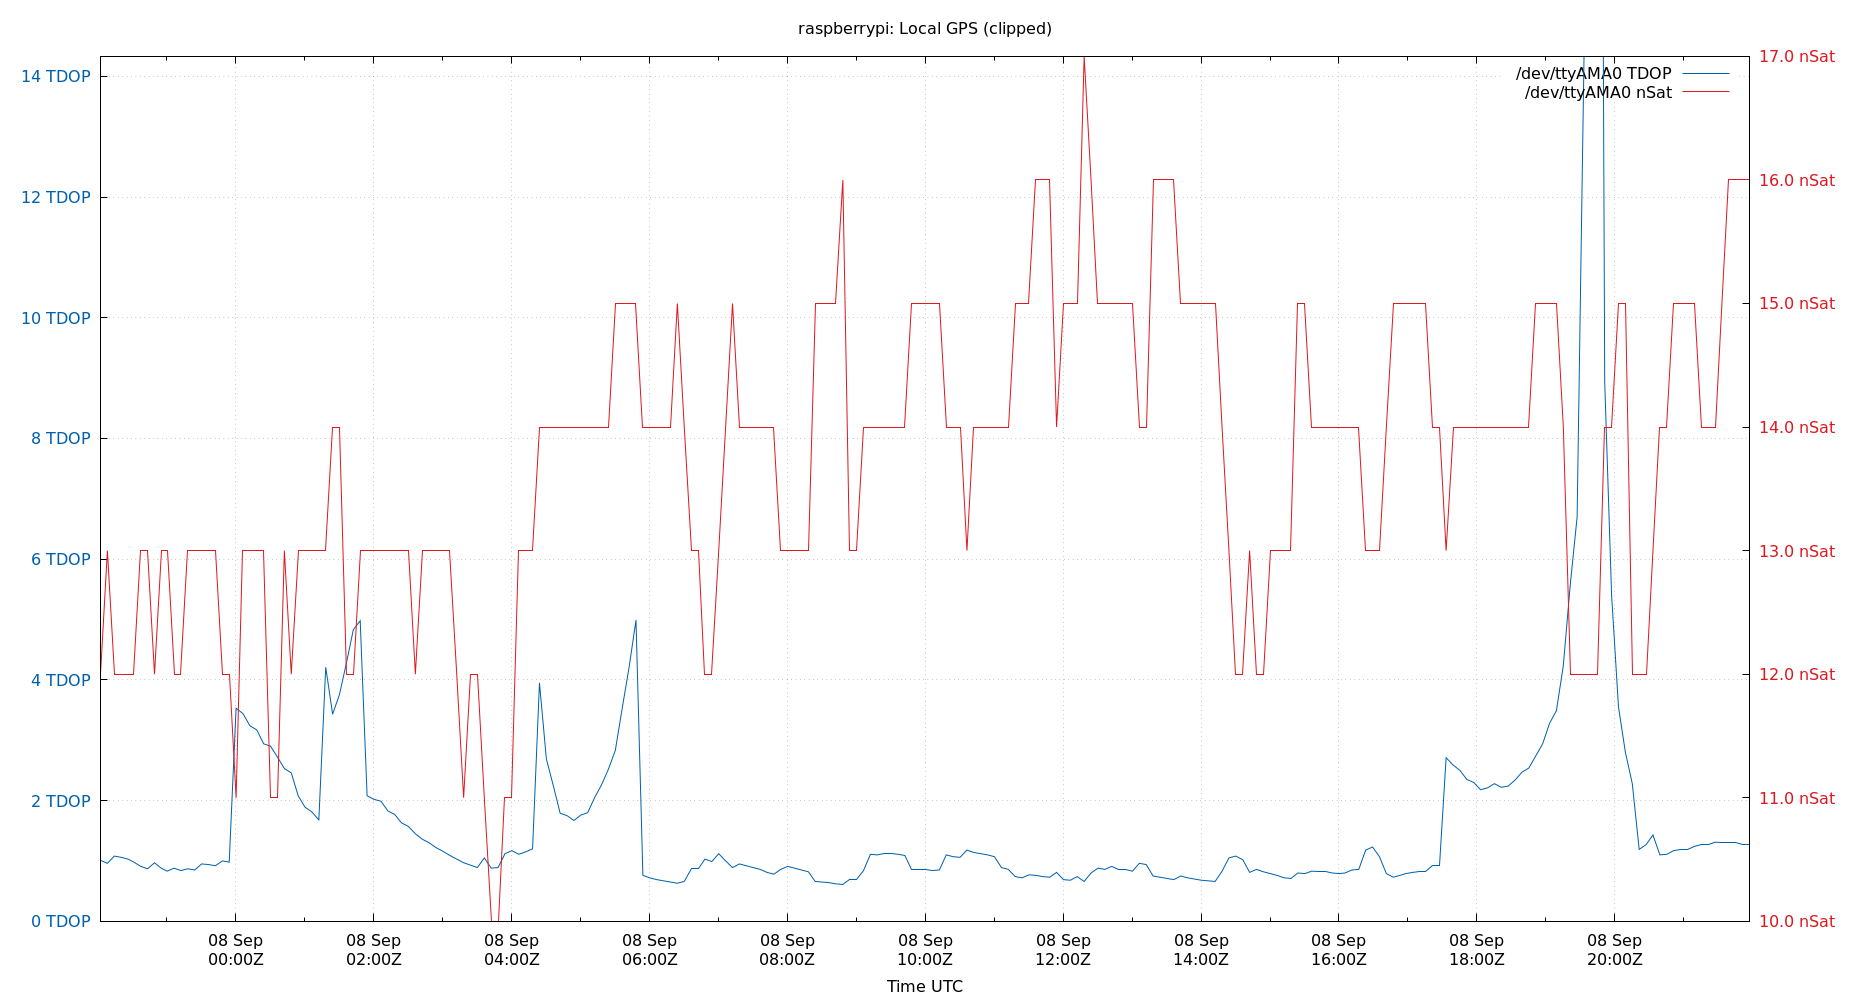 raspberrypi: Local GPS (clipped)
14 TDOP
12 TDOP
10 TDOP
8 TDOP
6 TDOP
4 TDOP
2 TDOP
0 TDOP
17.0 nSat
16.0 nSat
15.0 nSat
14.0 nSat
13.0 nSat
12.0 nSat
11.0 nSat
10.0 nSat
/dev/ttyAMA0 TDOP
/dev/ttyAMA0 nSat
08 Sep 08 Sep 08 Sep 08 Sep 08 Sep 08 Sep 08 Sep 08 Sep 08 Sep 08 Sep 08 Sep
00:00Z 02:00Z 04:00Z 06:00Z 08:00Z 10:00Z 12:00Z 14:00Z 16:00Z 18:00Z 20:00Z
Time UTC